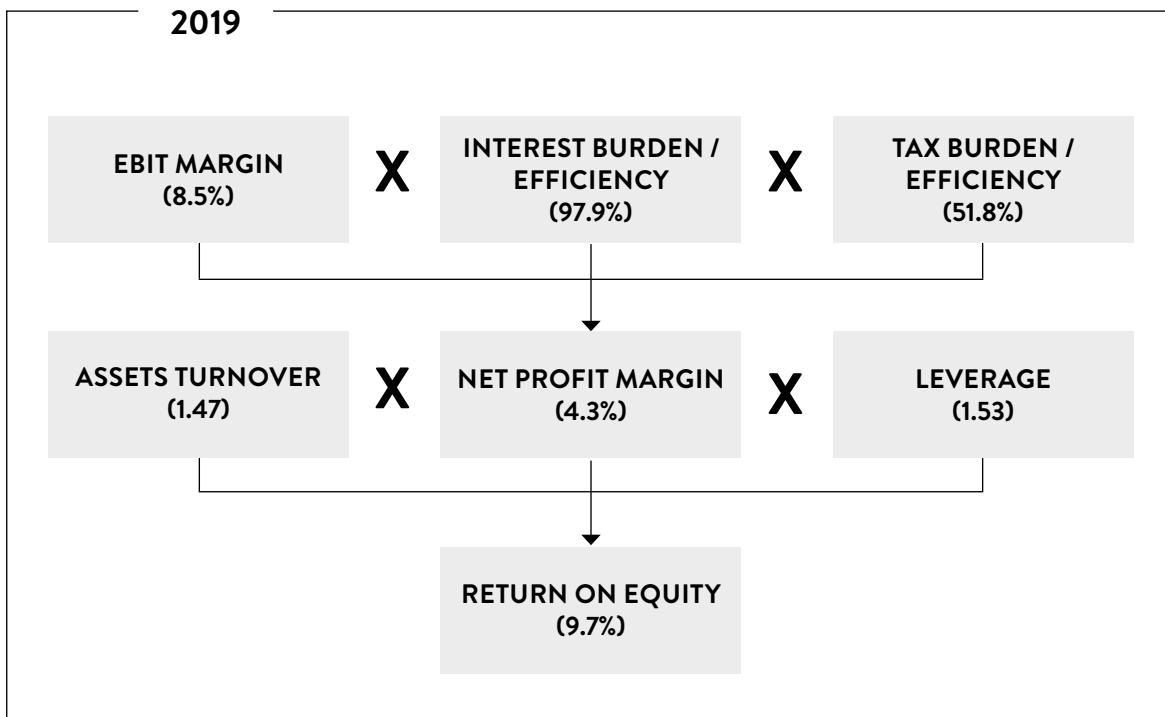 2019
EBIT MARGIN
(8.5%)
X
INTEREST BURDEN /
EFFICIENCY
(97.9%)
X
TAX BURDEN /
EFFICIENCY
(51.8%)
ASSETS TURNOVER
(1.47)
X
NET PROFIT MARGIN
(4.3%)
X
LEVERAGE
(1.53)
RETURN ON EQUITY
(9.7%)